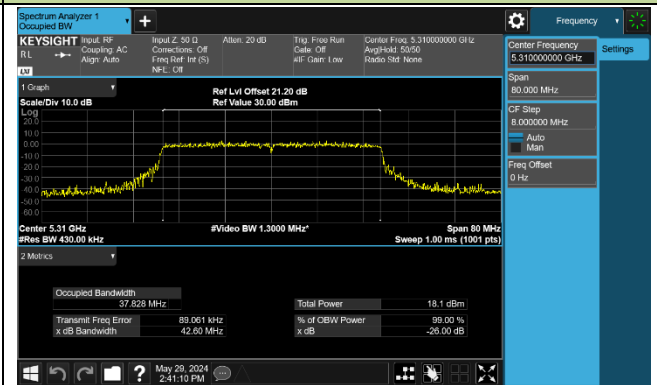 Spectrum Analyzer 1
Occupied BW
+
Frequency
KEYSIGHT Input: RF
R L Coupling: AC
Align: Auto
LXI
Input Z: 50 Ω
Corrections: Off
Freq Ref: Int (S)
NFE: Off
Atten: 20 dB
Trig: Free Run
Gate: Off
#IF Gain: Low
Center Freq: 5.310000000 GHz
Avg|Hold: 50/50
Radio Std: None
Center Frequency
5.310000000 GHz
Settings
Span
80.000 MHz
CF Step
8.000000 MHz
Auto
Man
Freq Offset
0 Hz
1 Graph
Scale/Div 10.0 dB
Ref Lvl Offset 21.20 dB
Ref Value 30.00 dBm
Log
20.0
10.0
0.00
-10.0
-20.0
-30.0
-40.0
-50.0
-60.0
Center 5.31 GHz
#Res BW 430.00 kHz
#Video BW 1.3000 MHz*
Span 80 MHz
Sweep 1.00 ms (1001 pts)
2 Metrics
Occupied Bandwidth
37.828 MHz
Total Power 18.1 dBm
Transmit Freq Error 89.061 kHz
% of OBW Power 99.00 %
x dB Bandwidth 42.60 MHz
x dB -26.00 dB
?
May 29, 2024
2:41:10 PM